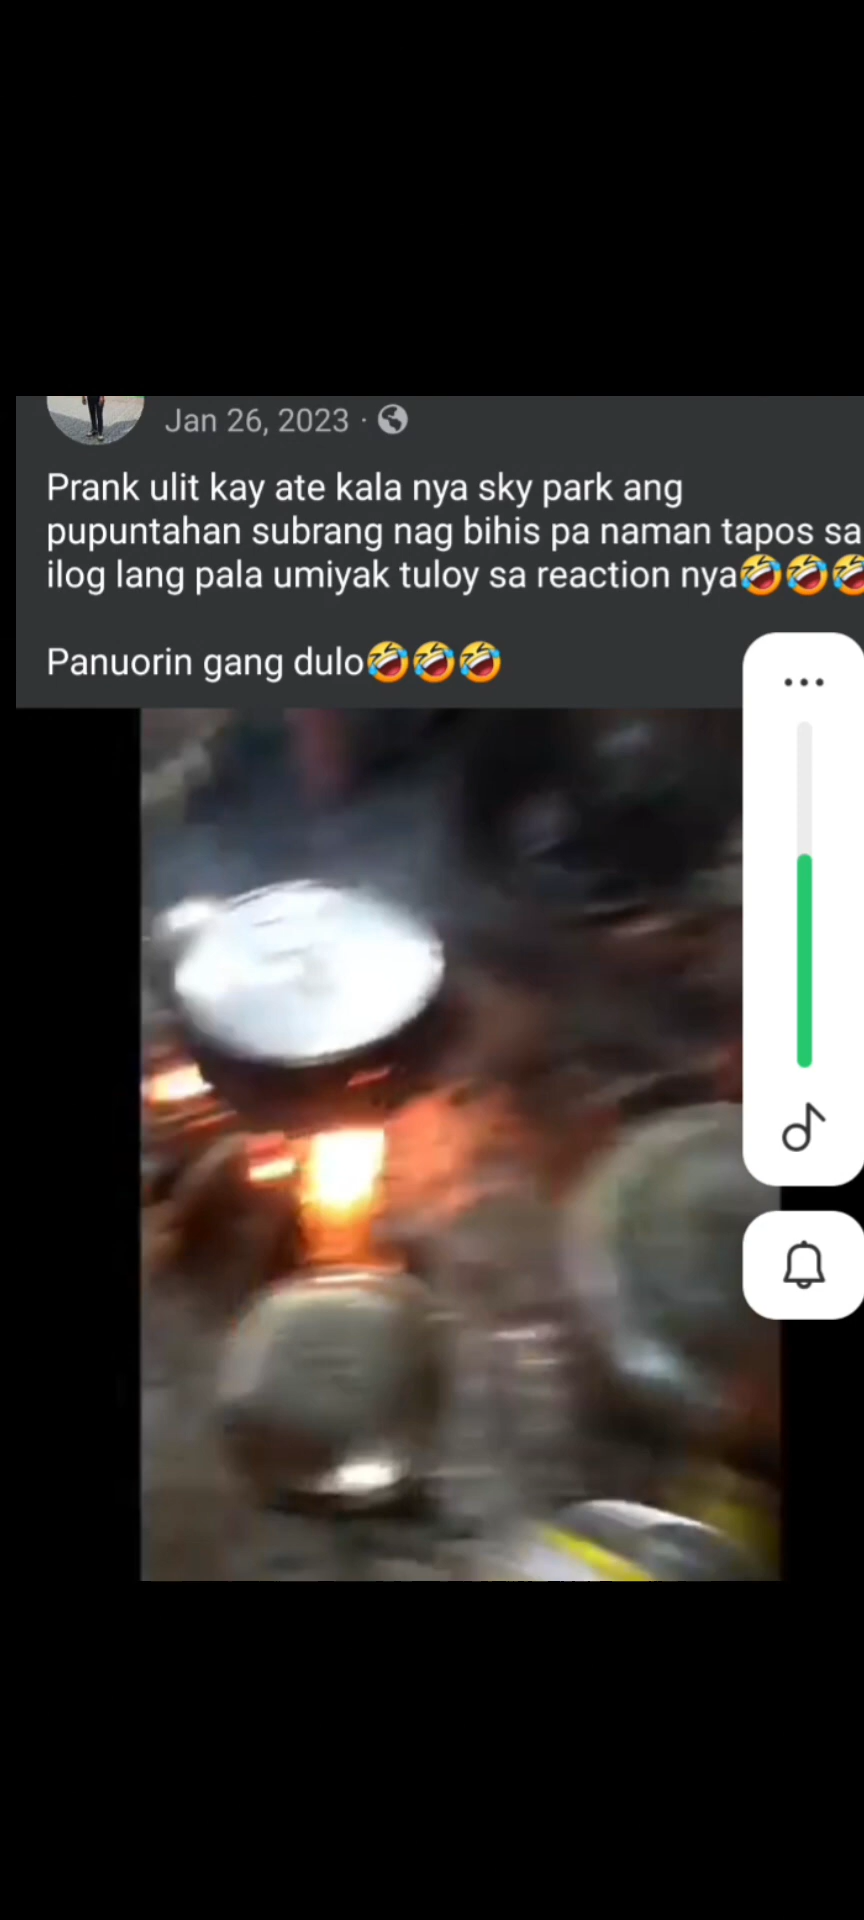 Jan 26, 2023 ·
Prank ulit kay ate kala nya sky park ang
pupuntahan subrang nag bihis pa naman tapos sa
ilog lang pala umiyak tuloy sa reaction nya🤣🤣🤣
Panuorin gang dulo🤣🤣🤣